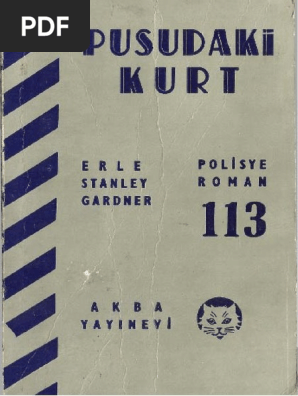 PDF
PUSUDAKİ
KURT
ERLE
STANLEY
GARDNER
POLİSYE
ROMAN
113
AKBA
YAYINEVİ